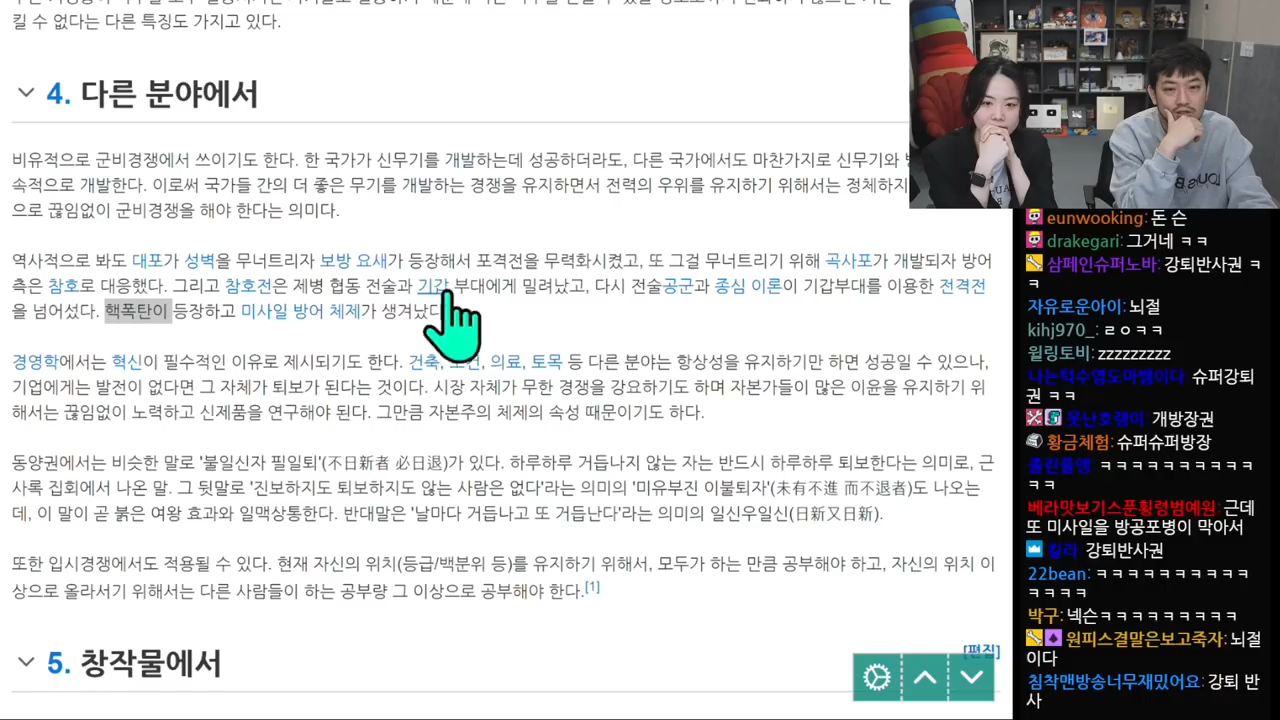 킬 수 없다는 다른 특징도 가지고 있다.
4. 다른 분야에서
비유적으로 군비경쟁에서 쓰이기도 한다. 한 국가가 신무기를 개발하는데 성공하더라도, 다른 국가에서도 마찬가지로 신무기와
속적으로 개발한다. 이로써 국가들 간의 더 좋은 무기를 개발하는 경쟁을 유지하면서 전력의 우위를 유지하기 위해서는 정체하지
으로 끊임없이 군비경쟁을 해야 한다는 의미다.
역사적으로 봐도 대포가 성벽을 무너트리자 보방 요새가 등장해서 포격전을 무력화시켰고, 또 그걸 무너트리기 위해 곡사포가 개발되자 방어
측은 참호로 대응했다. 그리고 참호전은 제병 협동 전술과 기갑 부대에게 밀려났고, 다시 전술공군과 종심 이론이 기갑부대를 이용한 전격전
을 넘어섰다. 핵폭탄이 등장하고 미사일 방어 체제가 생겨났다
경영학에서는 혁신이 필수적인 이유로 제시되기도 한다. 건축, 의료, 토목 등 다른 분야는 항상성을 유지하기만 하면 성공일 수 있으나,
기업에게는 발전이 없다면 그 자체가 퇴보가 된다는 것이다. 시장 자체가 무한 경쟁을 강요하기도 하며 자본가들이 많은 이윤을 유지하기 위
해서는 끊임없이 노력하고 신제품을 연구해야 된다. 그만큼 자본주의 체제의 속성 때문이기도 하다.
동양권에서는 비슷한 말로 '불일신자 필일퇴'(不日新者 必日退)가 있다. 하루하루 거듭나지 않는 자는 반드시 하루하루 퇴보한다는 의미로, 근
사록 집회에서 나온 말. 그 뒷말로 '진보하지도 퇴보하지도 않는 사람은 없다'라는 의미의 '미유부진 이불퇴자'(未有不進 而不退者)도 나오는
데, 이 말이 곧 붉은 여왕 효과와 일맥상통한다. 반대말은 '날마다 거듭나고 또 거듭난다'라는 의미의 일신우일신(日新又日新).
또한 입시경쟁에서도 적용될 수 있다. 현재 자신의 위치(등급/백분위 등)를 유지하기 위해서, 모두가 하는 만큼 공부해야 하고, 자신의 위치 이
상으로 올라서기 위해서는 다른 사람들이 하는 공부량 그 이상으로 공부해야 한다.[1]
5. 창작물에서
[편집]
eunwooking: 돈 슨
drakegari: 그거네 ㅋㅋ
삼페인슈퍼노바: 강퇴반사권 ㅋ
ㅋ
자유로운아이: 뇌절
kihj970_: ㄹㅇㅋㅋ
윌링토비: zzzzzzzzz
나는턱수염도마뱀이다: 슈퍼강퇴
권 ㅋㅋ
못난호랭이: 개방장권
황금체험: 슈퍼슈퍼방장
ㅋㅋㅋㅋㅋㅋㅋㅋㅋㅋ
ㅋㅋ
베라맛보기스푼횡령범예원: 근데
또 미사일을 방공포병이 막아서
킬리: 강퇴반사권
22bean: ㅋㅋㅋㅋㅋㅋㅋㅋㅋㅋ
ㅋㅋㅋㅋ
박구: 넥슨ㅋㅋㅋㅋㅋㅋㅋㅋㅋ
원피스결말은보고죽자: 뇌절
이다
침착맨방송너무재밌어요: 강퇴 반
사